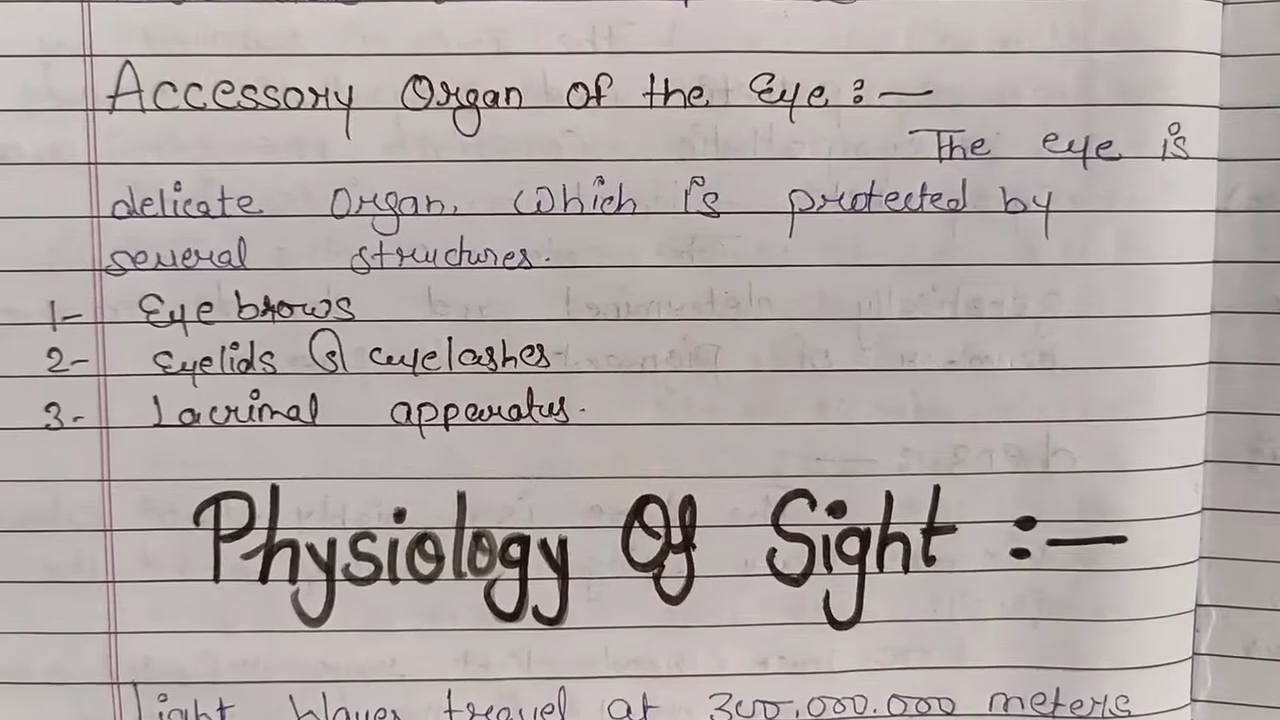 Accessory Organ of the Eye :-
The eye is
delicate organ, which is protected by
several structures.
1- Eye brows
2- Eyelids & eyelashes
3- Lacrimal apparatus.
Physiology Of Sight :-
light waves travel at 300,000.000 meters